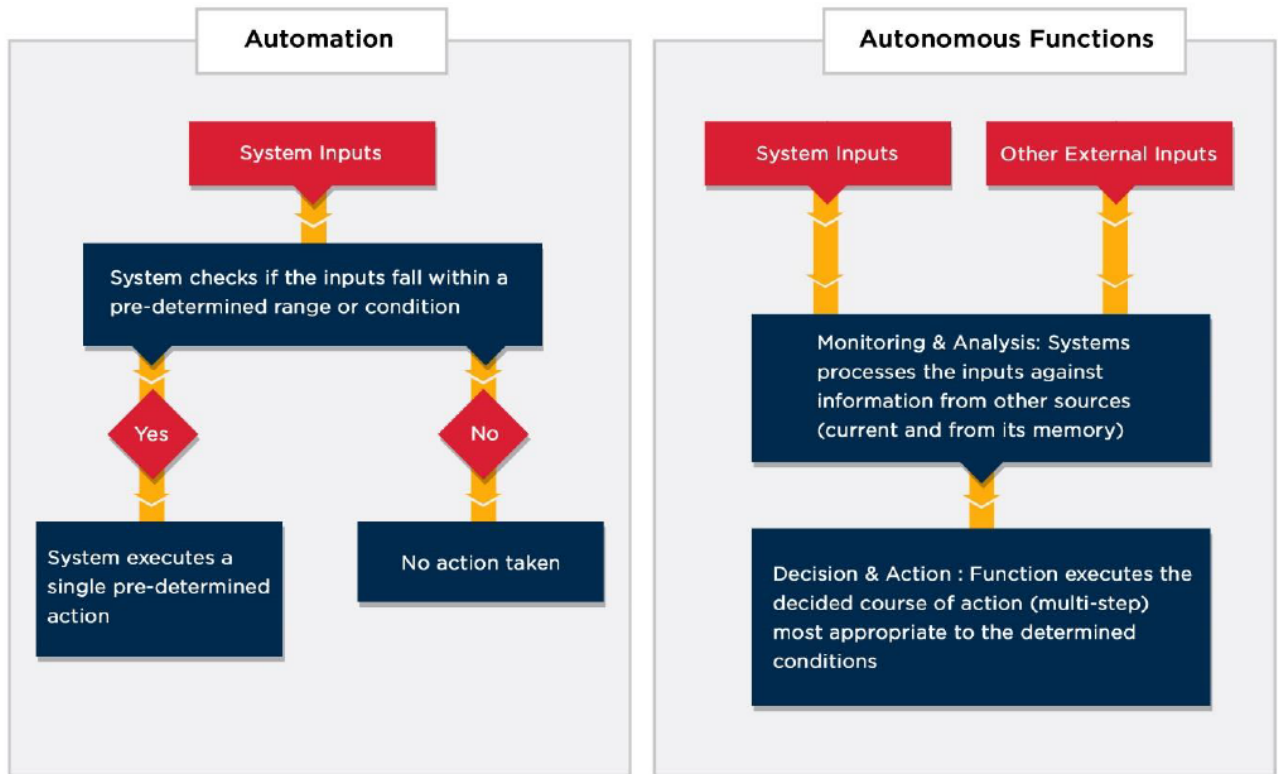 Automation
System Inputs
System checks if the inputs fall within a
pre-determined range or condition
Yes
No
System executes a
single pre-determined
action
No action taken
Autonomous Functions
System Inputs
Other External Inputs
Monitoring & Analysis: Systems
processes the inputs against
information from other sources
(current and from its memory)
Decision & Action : Function executes the
decided course of action (multi-step)
most appropriate to the determined
conditions